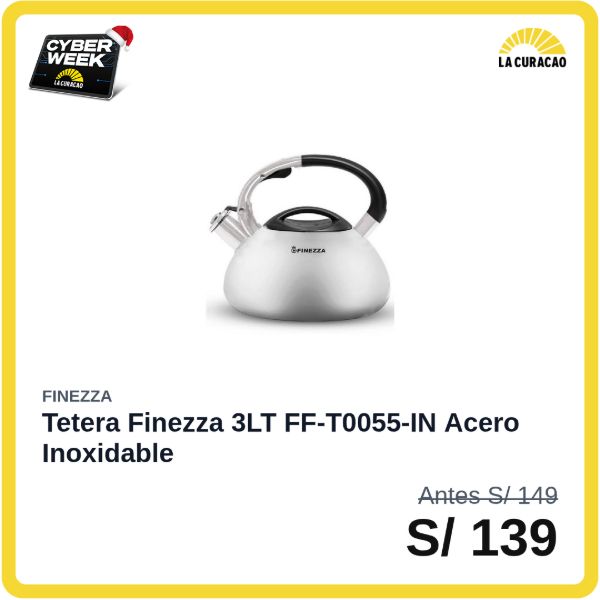 CYBER
WEEK
LA CURACAO
LA CURACAO
FINEZZA
FINEZZA
Tetera Finezza 3LT FF-T0055-IN Acero
Inoxidable
Antes S/ 149
S/ 139